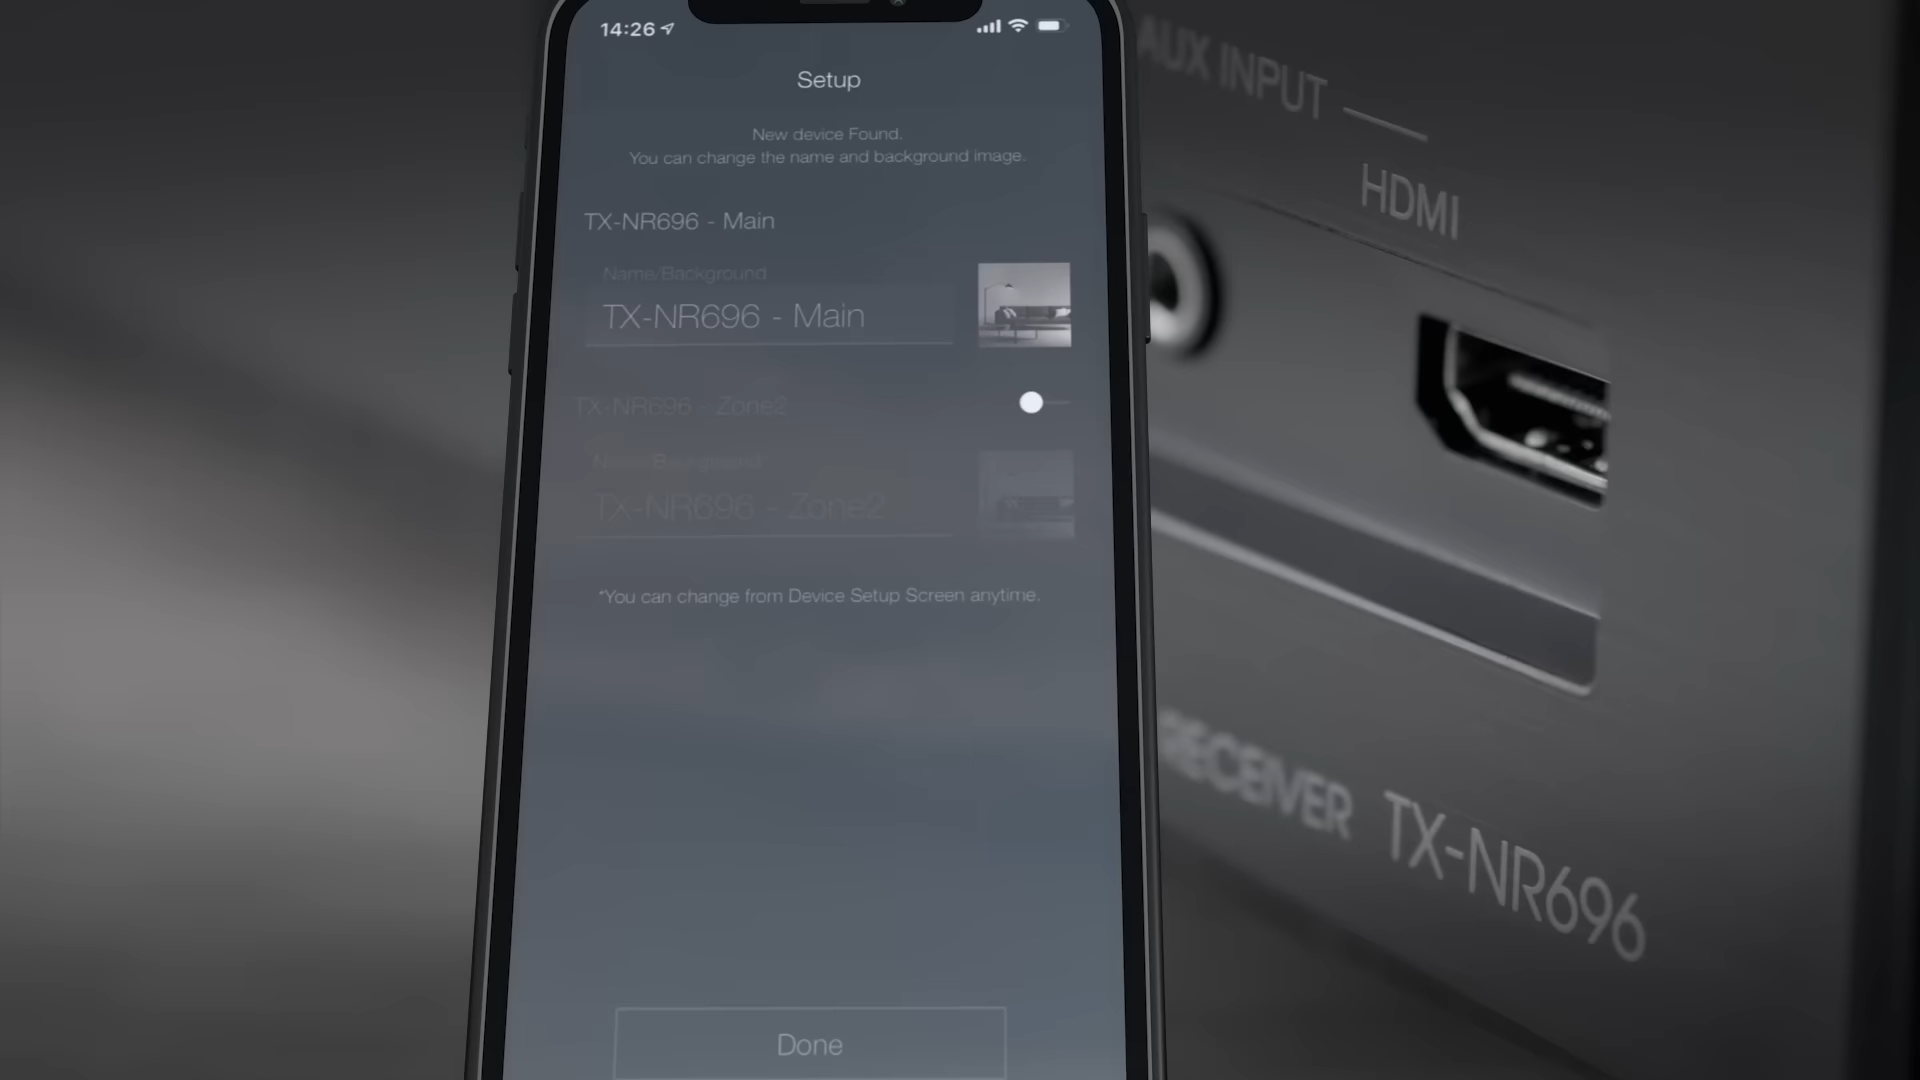 14:26
Setup
New device Found.
You can change the name and background image.
TX-NR696 - Main
Name/Background
TX-NR696 - Main
TX-NR696 - Zone2
Name/Background
TX-NR696 - Zone2
*You can change from Device Setup Screen anytime.
Done
AUX INPUT
HDMI
RECEIVER TX-NR696